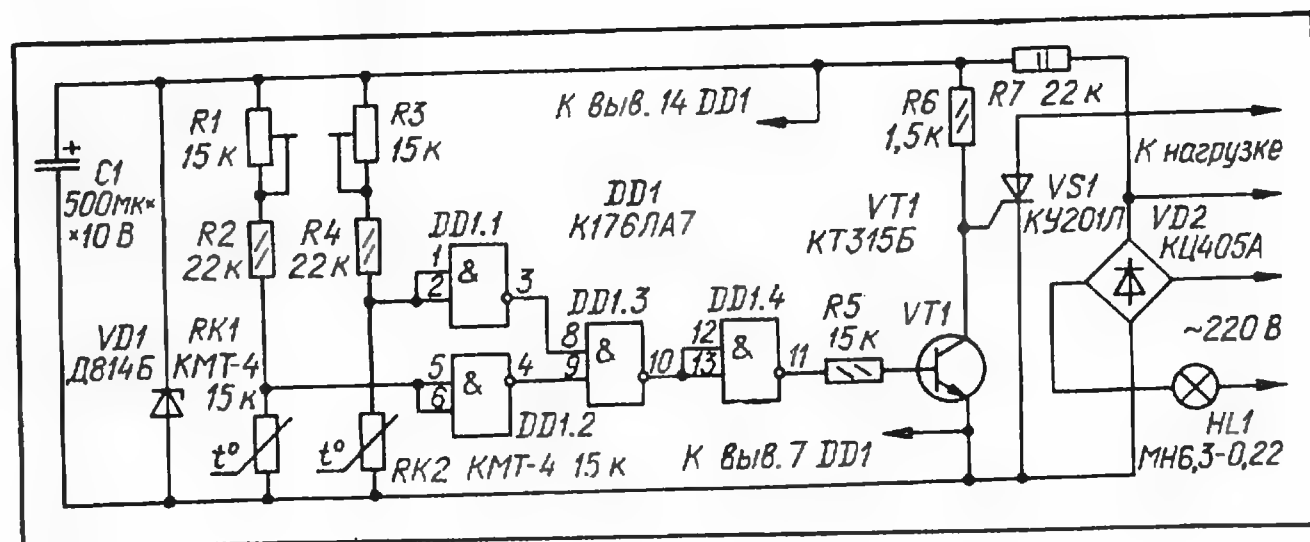 C1
500мк×
×10 В
+
R1
15 к
R3
15 к
К выв. 14 DD1
R6
1,5 к
R7 22 к
К нагрузке
R2
22 к
R4
22 к
DD1.1
&
1
2
3
DD1
К176ЛА7
VT1
КТ315Б
VS1
КУ201Л
VD2
КЦ405А
VD1
Д814Б
RK1
КМТ-4
15 к
5
6
&
4
DD1.2
DD1.3
8
9
&
10
DD1.4
12
13
&
11
R5
15 к
VT1
~220 В
HL1
МН6,3-0,22
t°
t°
RK2 КМТ-4 15 к
К выв. 7 DD1